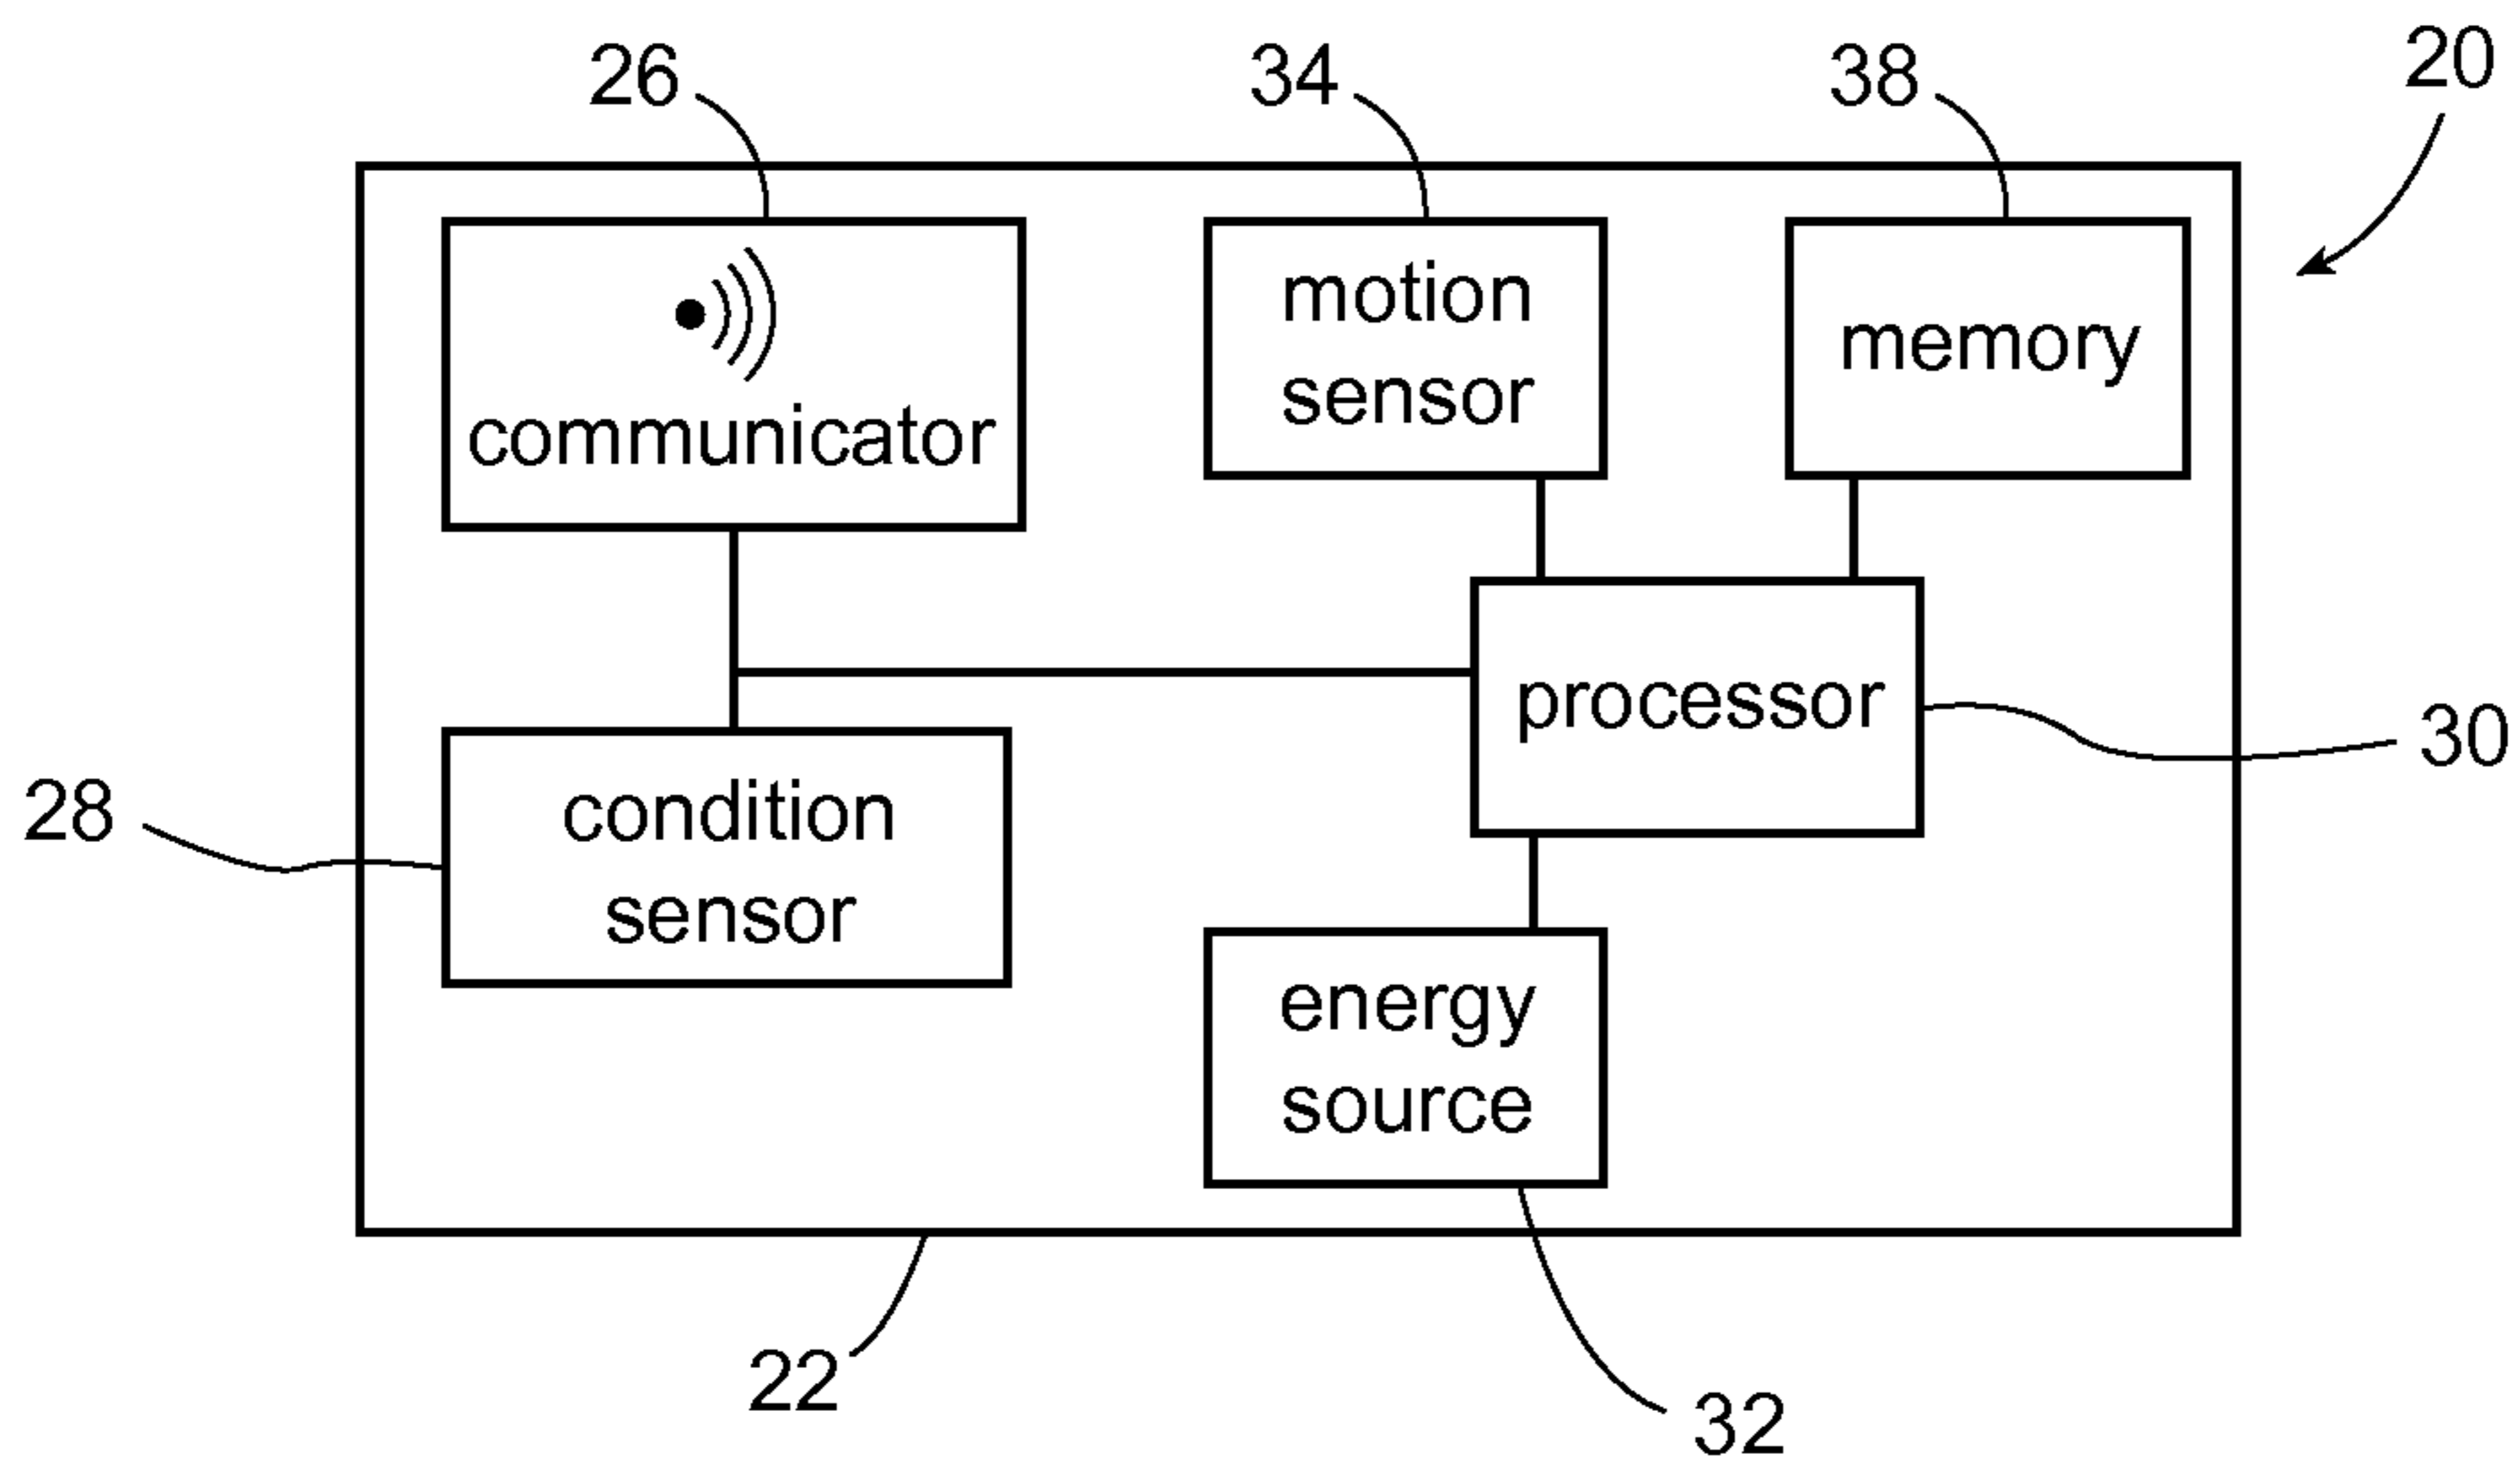 26
34
38
20
communicator
motion
sensor
memory
processor
30
28
condition
sensor
energy
source
22
32